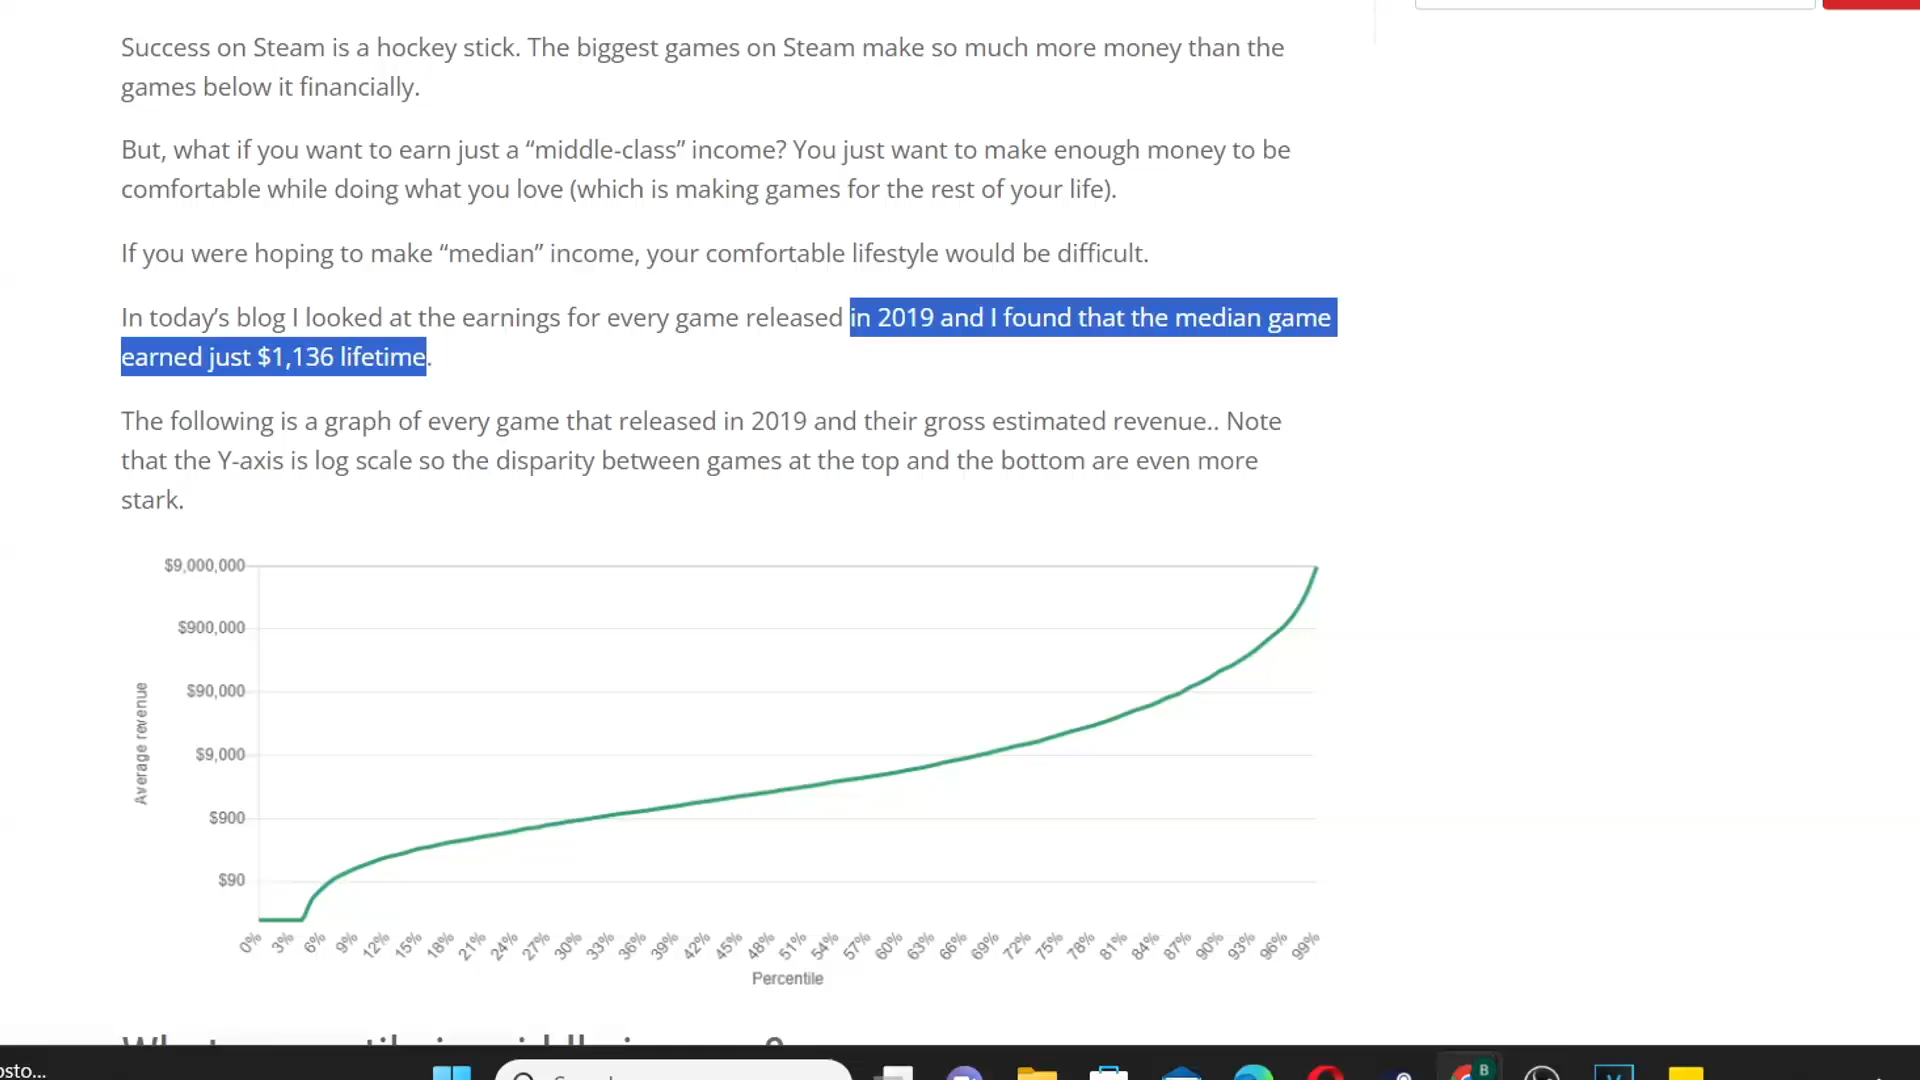 Success on Steam is a hockey stick. The biggest games on Steam make so much more money than the
games below it financially.
But, what if you want to earn just a “middle-class” income? You just want to make enough money to be
comfortable while doing what you love (which is making games for the rest of your life).
If you were hoping to make “median” income, your comfortable lifestyle would be difficult.
In today’s blog I looked at the earnings for every game released in 2019 and I found that the median game
earned just $1,136 lifetime.
The following is a graph of every game that released in 2019 and their gross estimated revenue.. Note
that the Y-axis is log scale so the disparity between games at the top and the bottom are even more
stark.
$9,000,000
$900,000
$90,000
$9,000
$900
$90
Average revenue
0% 3% 6% 9% 12% 15% 18% 21% 24% 27% 30% 33% 36% 39% 42% 45% 48% 51% 54% 57% 60% 63% 66% 69% 72% 75% 78% 81% 84% 87% 90% 93% 96% 99%
Percentile
osto...
B